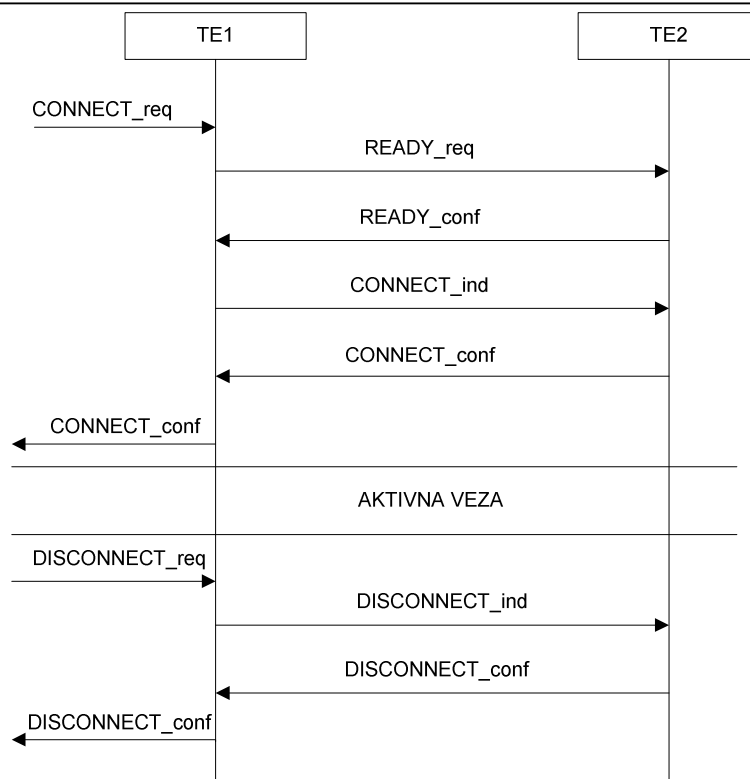 TE1
TE2
CONNECT_req
READY_req
READY_conf
CONNECT_ind
CONNECT_conf
CONNECT_conf
AKTIVNA VEZA
DISCONNECT_req
DISCONNECT_ind
DISCONNECT_conf
DISCONNECT_conf